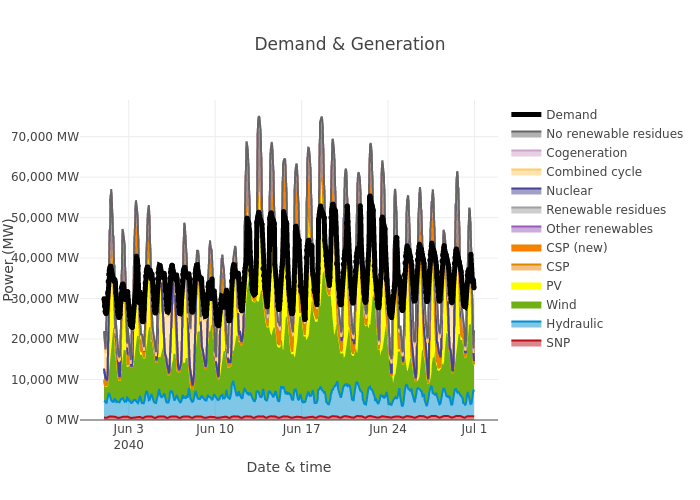 Demand & Generation
Power (MW)
70,000 MW
60,000 MW
50,000 MW
40,000 MW
30,000 MW
20,000 MW
10,000 MW
0 MW
Jun 3
2040
Jun 10
Jun 17
Jun 24
Jul 1
Date & time
Demand
No renewable residues
Cogeneration
Combined cycle
Nuclear
Renewable residues
Other renewables
CSP (new)
CSP
PV
Wind
Hydraulic
SNP